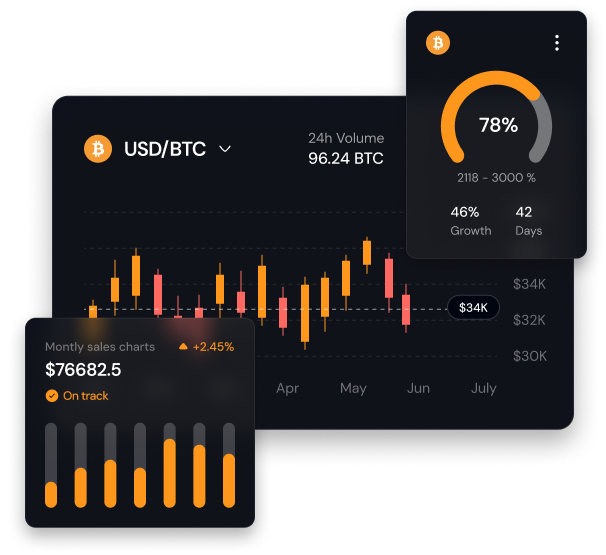 USD/BTC
24h Volume
96.24 BTC
78%
2118 - 3000 %
46%
Growth
42
Days
$34K
$34K
$32K
$30K
Apr
May
Jun
July
Montly sales charts
+2.45%
$76682.5
On track